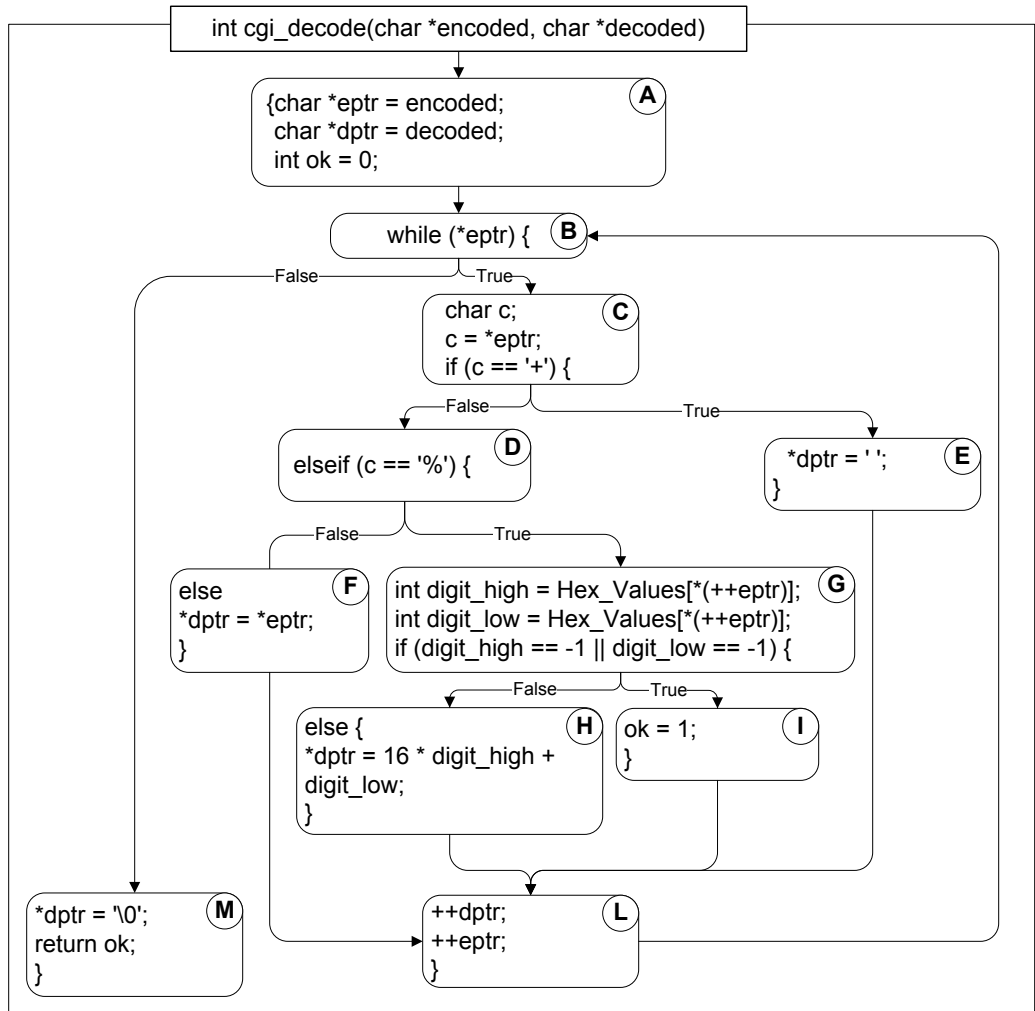 int cgi_decode(char *encoded, char *decoded)
A
{char *eptr = encoded;
char *dptr = decoded;
int ok = 0;
while (*eptr) {
B
False
True
char c;
c = *eptr;
if (c == '+') {
C
False
True
elseif (c == '%') {
D
*dptr = ' ';
}
E
False
True
else
*dptr = *eptr;
}
F
int digit_high = Hex_Values[*(++eptr)];
int digit_low = Hex_Values[*(++eptr)];
if (digit_high == -1 || digit_low == -1) {
G
False
True
else {
*dptr = 16 * digit_high +
digit_low;
}
H
ok = 1;
}
I
*dptr = '\0';
return ok;
}
M
++dptr;
++eptr;
}
L